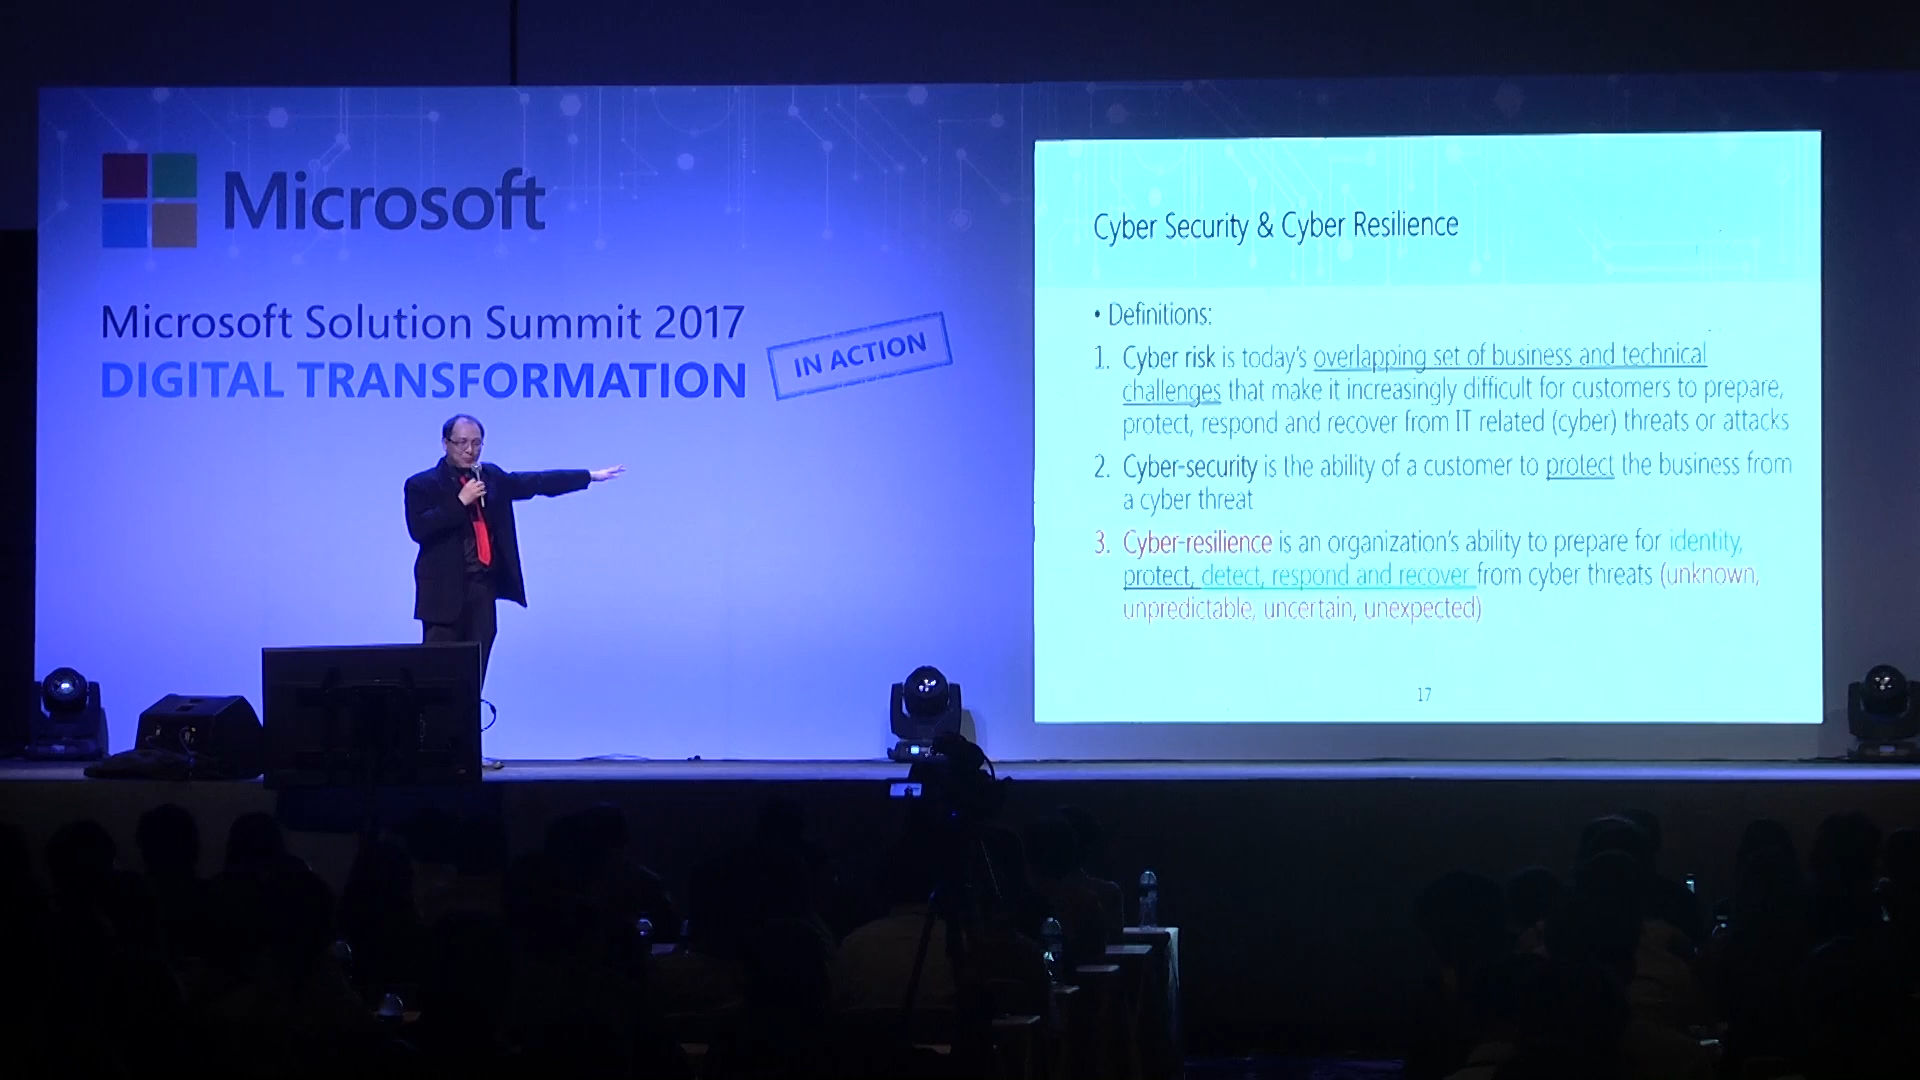 Microsoft
Microsoft Solution Summit 2017
DIGITAL TRANSFORMATION
IN ACTION
Cyber Security & Cyber Resilience
• Definitions:
1. Cyber risk is today's overlapping set of business and technical
challenges that make it increasingly difficult for customers to prepare,
protect, respond and recover from IT related (cyber) threats or attacks
2. Cyber-security is the ability of a customer to protect the business from
a cyber threat
3. Cyber-resilience is an organization's ability to prepare for identity,
protect, detect, respond and recover from cyber threats (unknown,
unpredictable, uncertain, unexpected)
17